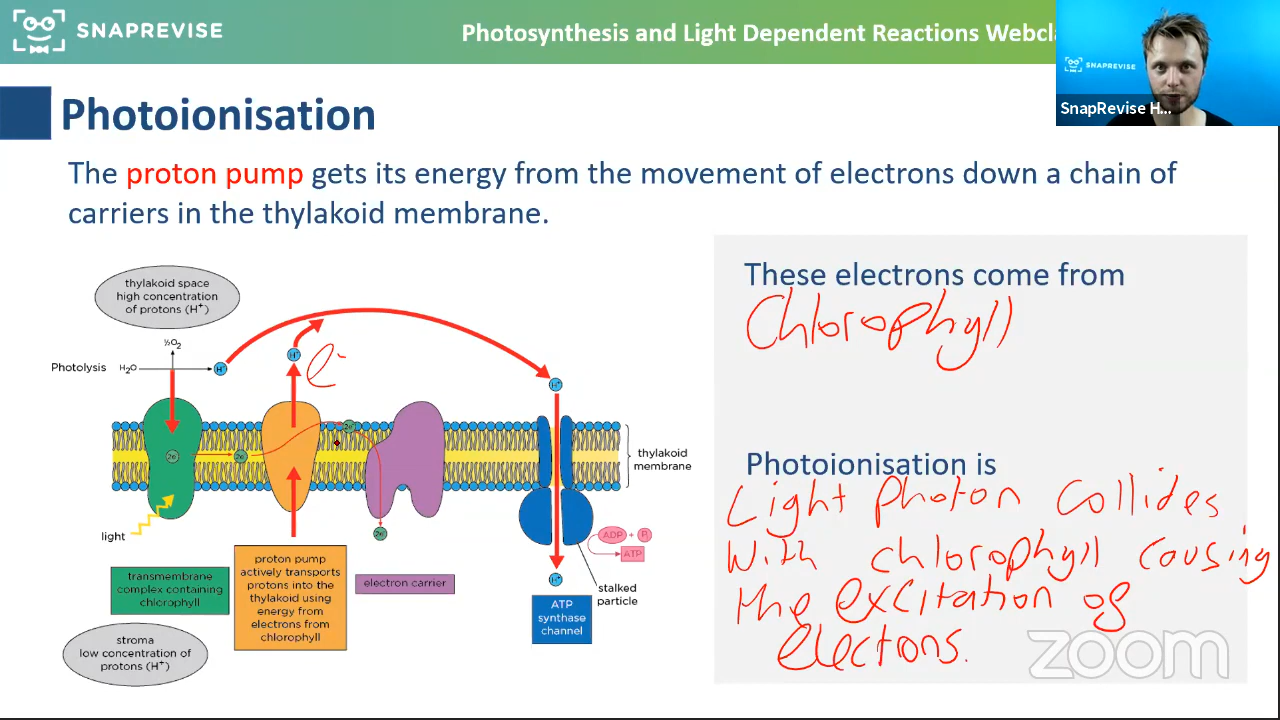 SNAPREVISE
Photosynthesis and Light Dependent Reactions Webcla
SNAPREVISE
SnapRevise H...
Photoionisation
The proton pump gets its energy from the movement of electrons down a chain of
carriers in the thylakoid membrane.
thylakoid space
high concentration
of protons (H⁺)
½O₂
Photolysis
H₂O
H⁺
H⁺
e⁻
H⁺
2e⁻
2e⁻
2e⁻
2e⁻
thylakoid
membrane
light
ADP + Pᵢ
ATP
H⁺
stalked
particle
transmembrane
complex containing
chlorophyll
proton pump
actively transports
protons into the
thylakoid using
energy from
electrons from
chlorophyll
electron carrier
ATP
synthase
channel
stroma
low concentration of
protons (H⁺)
These electrons come from
Chlorophyll
Photoionisation is
Light Photon Collides
With chlorophyll causing
the excitation of
electrons.
zoom